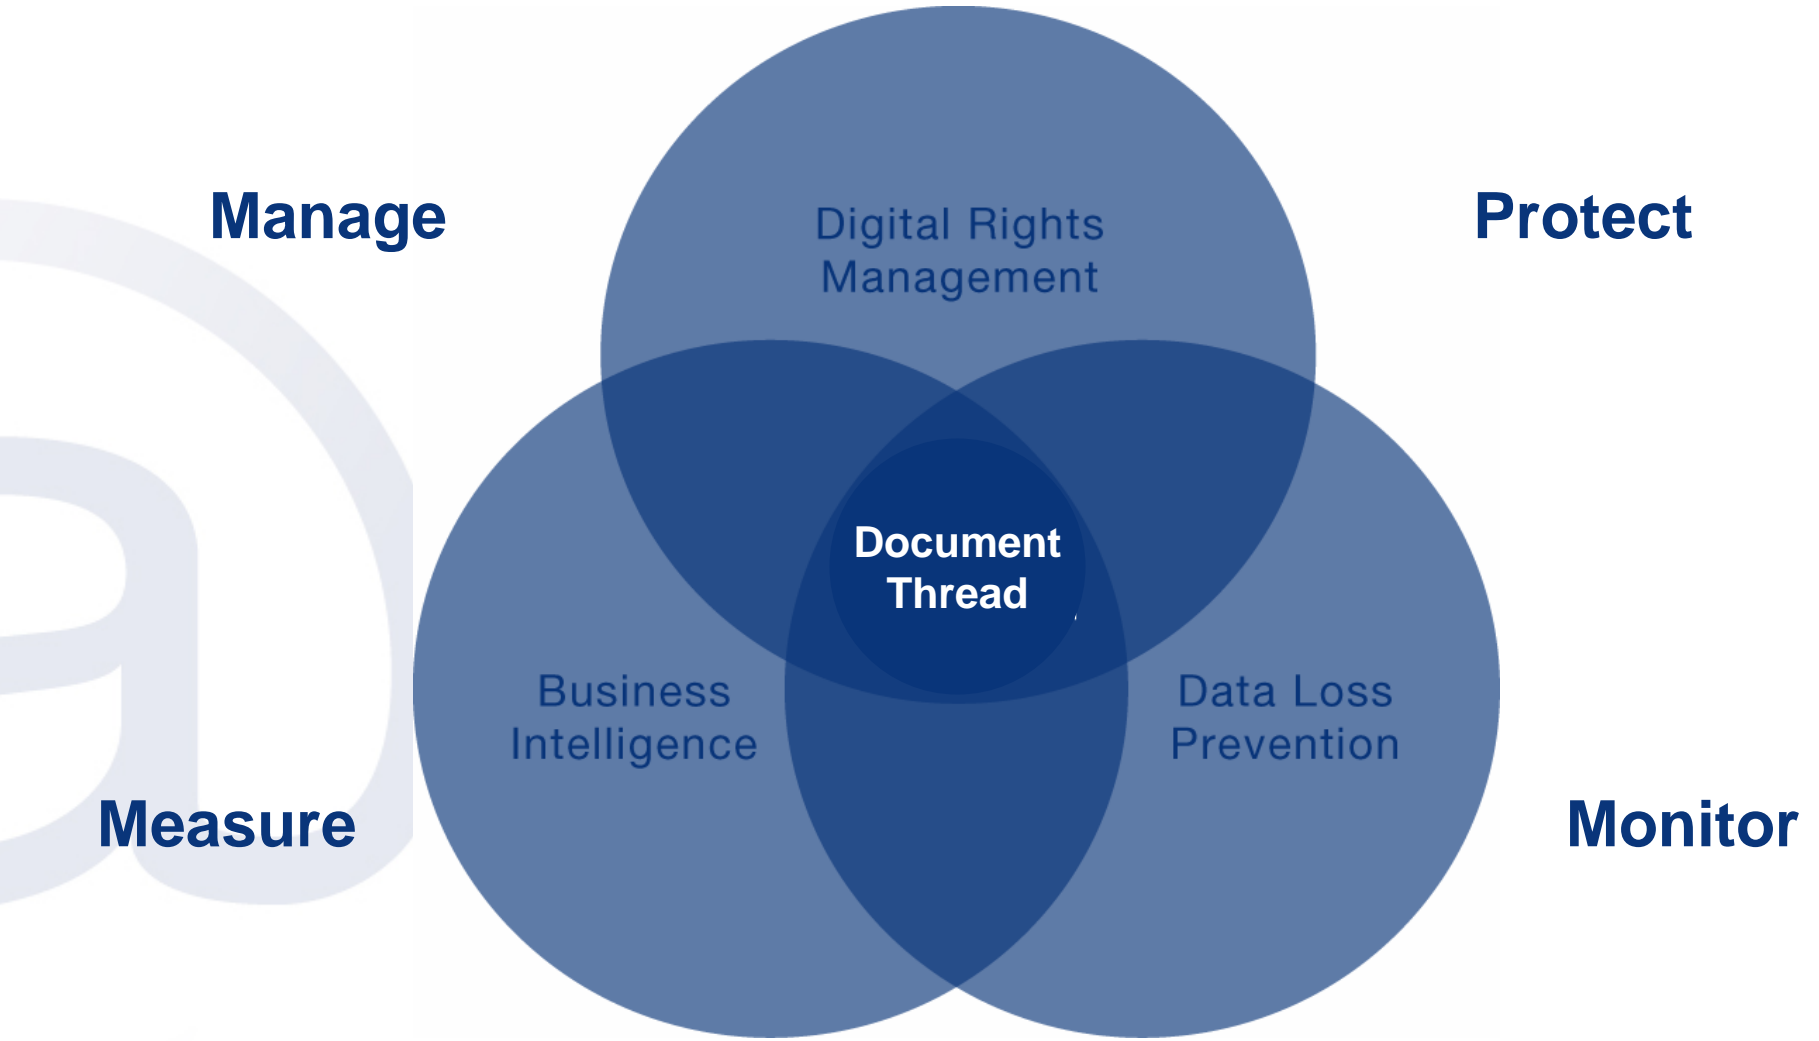 Manage
Protect
Digital Rights
Management
Document
Thread
Business
Intelligence
Data Loss
Prevention
Measure
Monitor